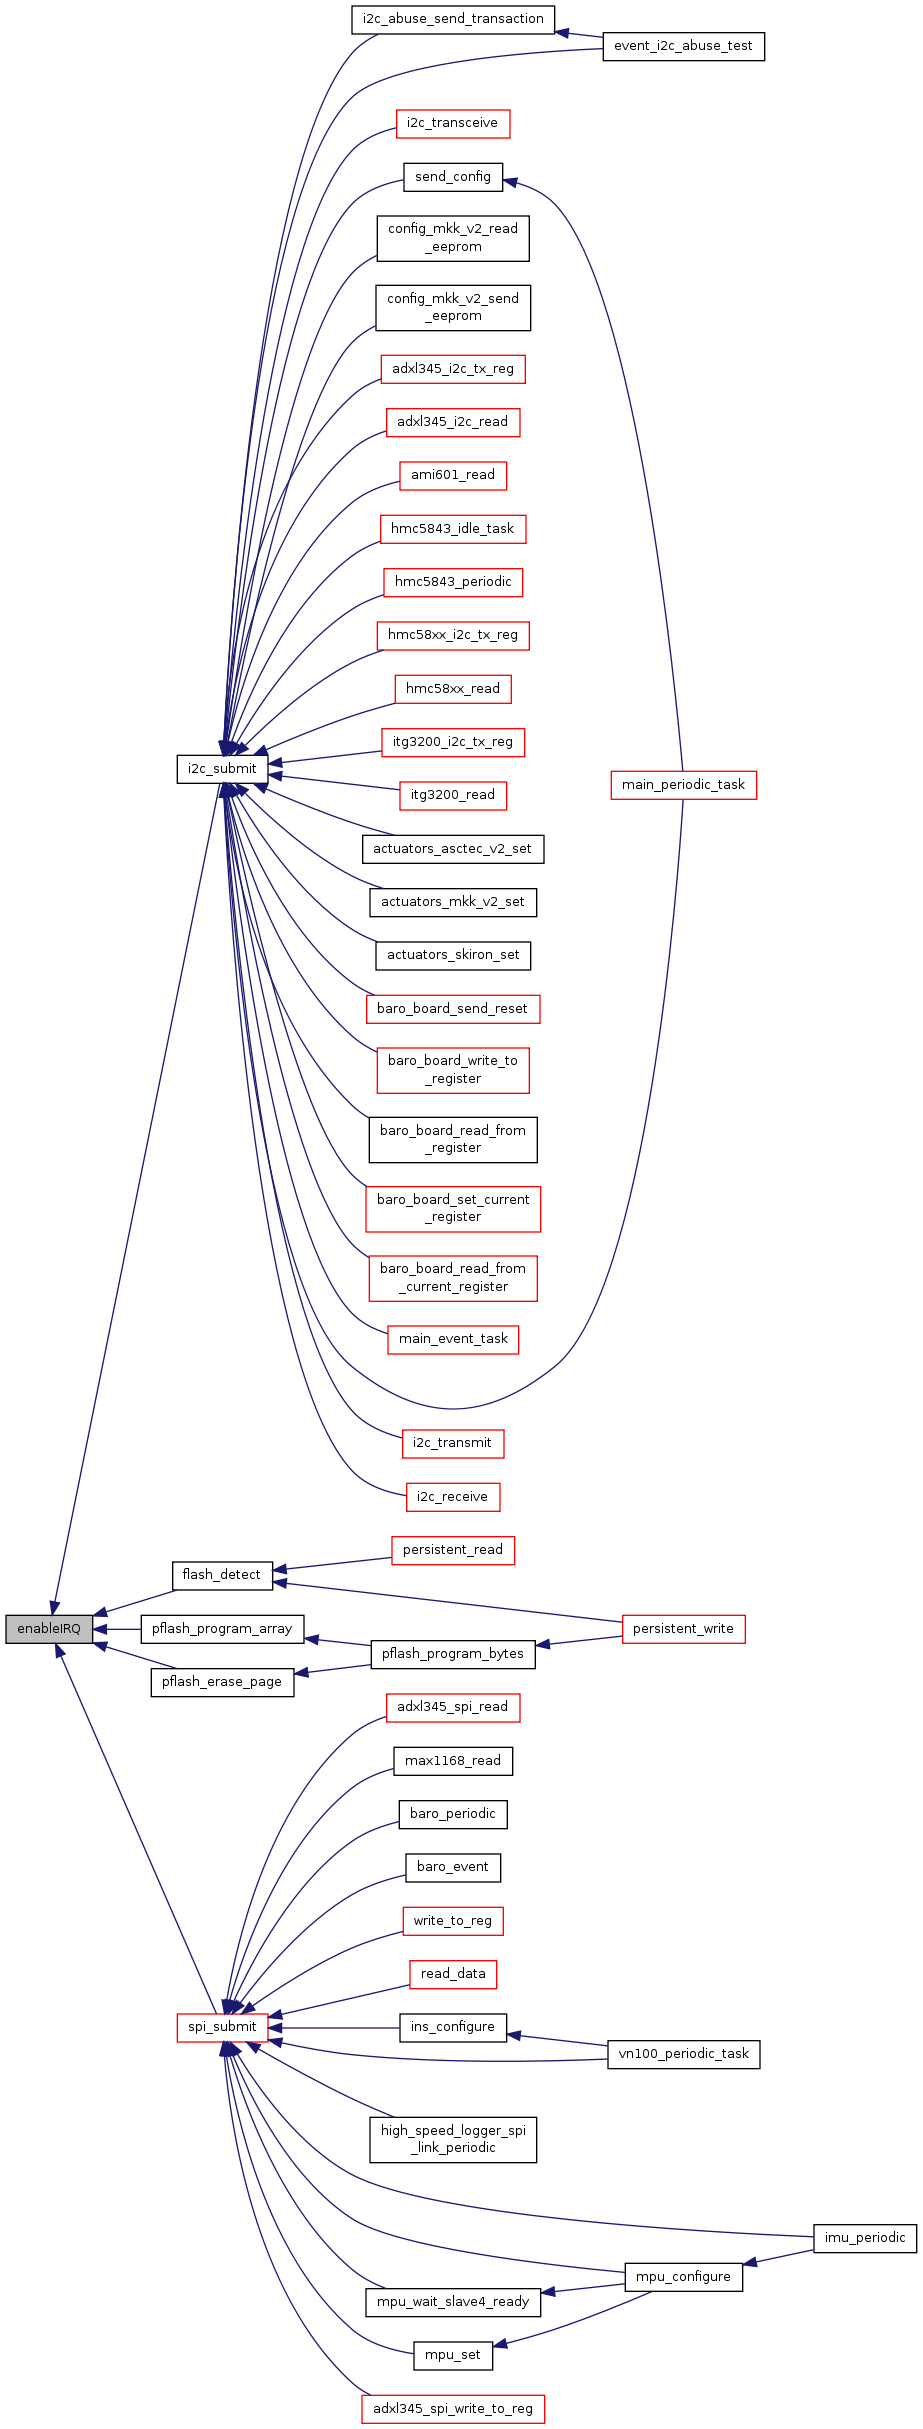 i2c_abuse_send_transaction
event_i2c_abuse_test
i2c_transceive
send_config
config_mkk_v2_read
_eeprom
config_mkk_v2_send
_eeprom
adxl345_i2c_tx_reg
adxl345_i2c_read
ami601_read
hmc5843_idle_task
hmc5843_periodic
hmc58xx_i2c_tx_reg
hmc58xx_read
itg3200_i2c_tx_reg
i2c_submit
main_periodic_task
itg3200_read
actuators_asctec_v2_set
actuators_mkk_v2_set
actuators_skiron_set
baro_board_send_reset
baro_board_write_to
_register
baro_board_read_from
_register
baro_board_set_current
_register
baro_board_read_from
_current_register
main_event_task
i2c_transmit
i2c_receive
persistent_read
flash_detect
enableIRQ
pflash_program_array
persistent_write
pflash_program_bytes
pflash_erase_page
adxl345_spi_read
max1168_read
baro_periodic
baro_event
write_to_reg
read_data
spi_submit
ins_configure
vn100_periodic_task
high_speed_logger_spi
_link_periodic
imu_periodic
mpu_configure
mpu_wait_slave4_ready
mpu_set
adxl345_spi_write_to_reg